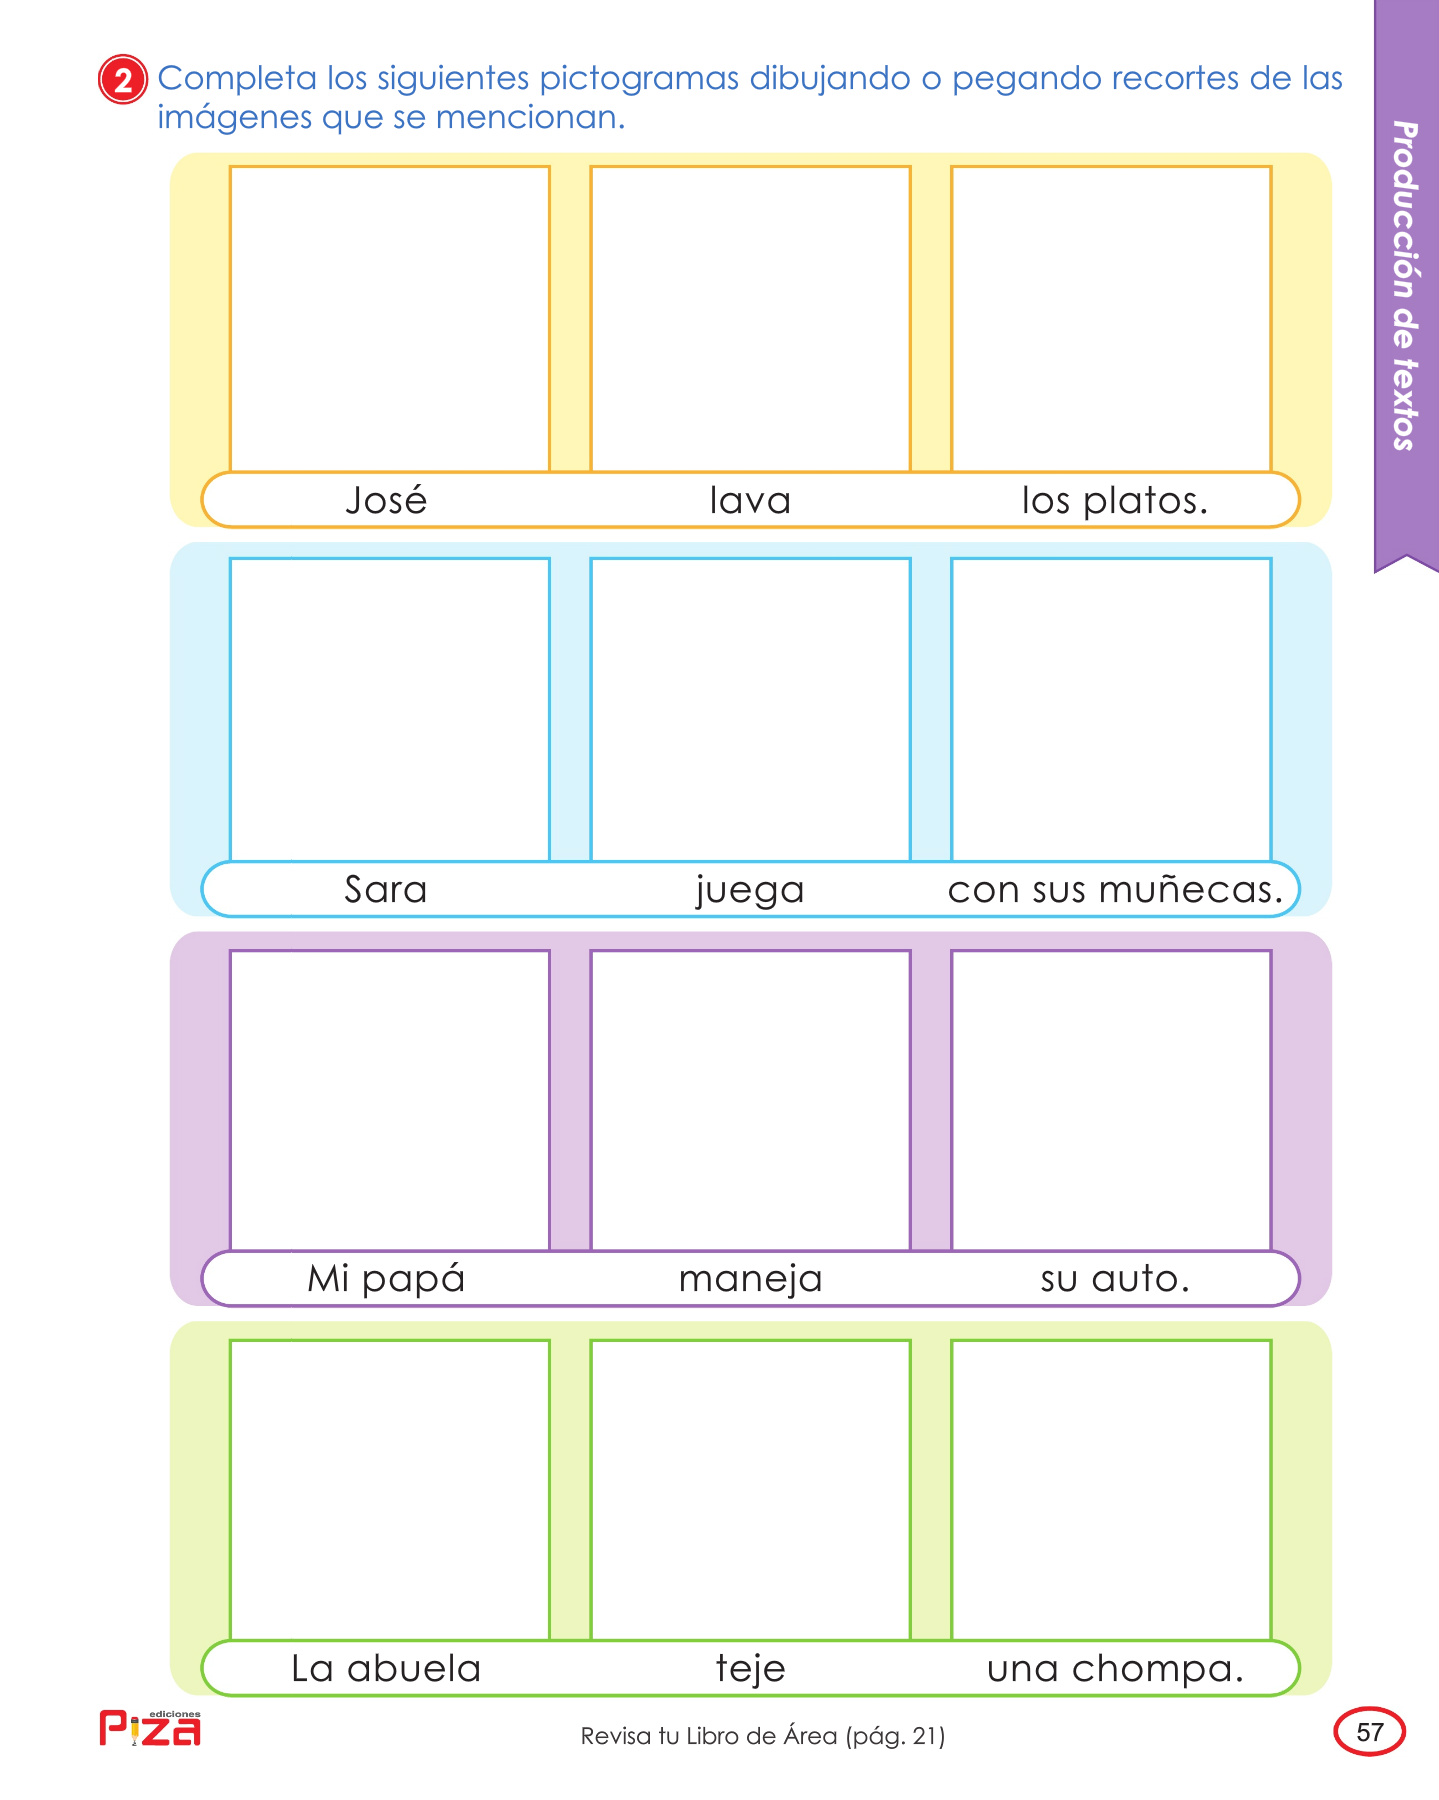 2 Completa los siguientes pictogramas dibujando o pegando recortes de las
imágenes que se mencionan.
Producción de textos
José lava los platos.
Sara juega con sus muñecas.
Mi papá maneja su auto.
La abuela teje una chompa.
ediciones
Piza
Revisa tu Libro de Área (pág. 21)
57